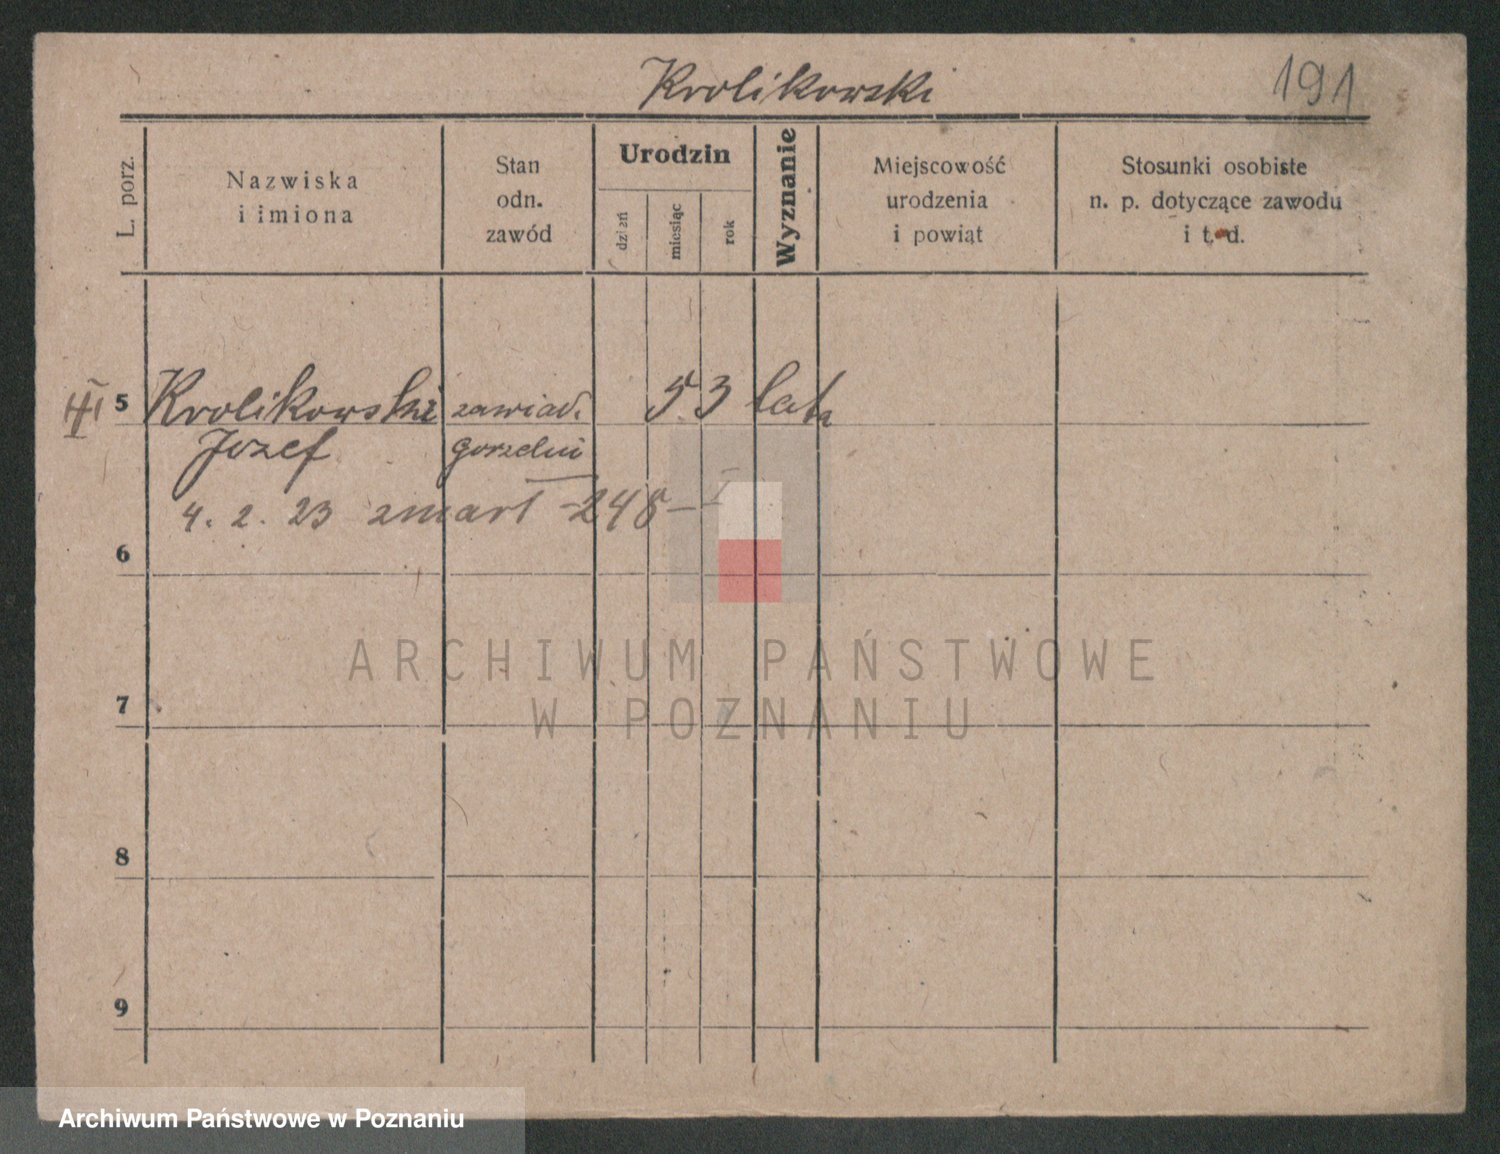 Krolikowski
191
L. porz.
Nazwiska
i imiona
Stan
odn.
zawód
Urodzin
dzień
miesiąc
rok
Wyznanie
Miejscowość
urodzenia
i powiat
Stosunki osobiste
n. p. dotyczące zawodu
i t. d.
5 Krolikowski zawiad. 53 lata
Jozef gorzelni
4. 2. 23 zmarł
6
7
8
9
ARCHIWUM PAŃSTWOWE
W POZNANIU
Archiwum Państwowe w Poznaniu